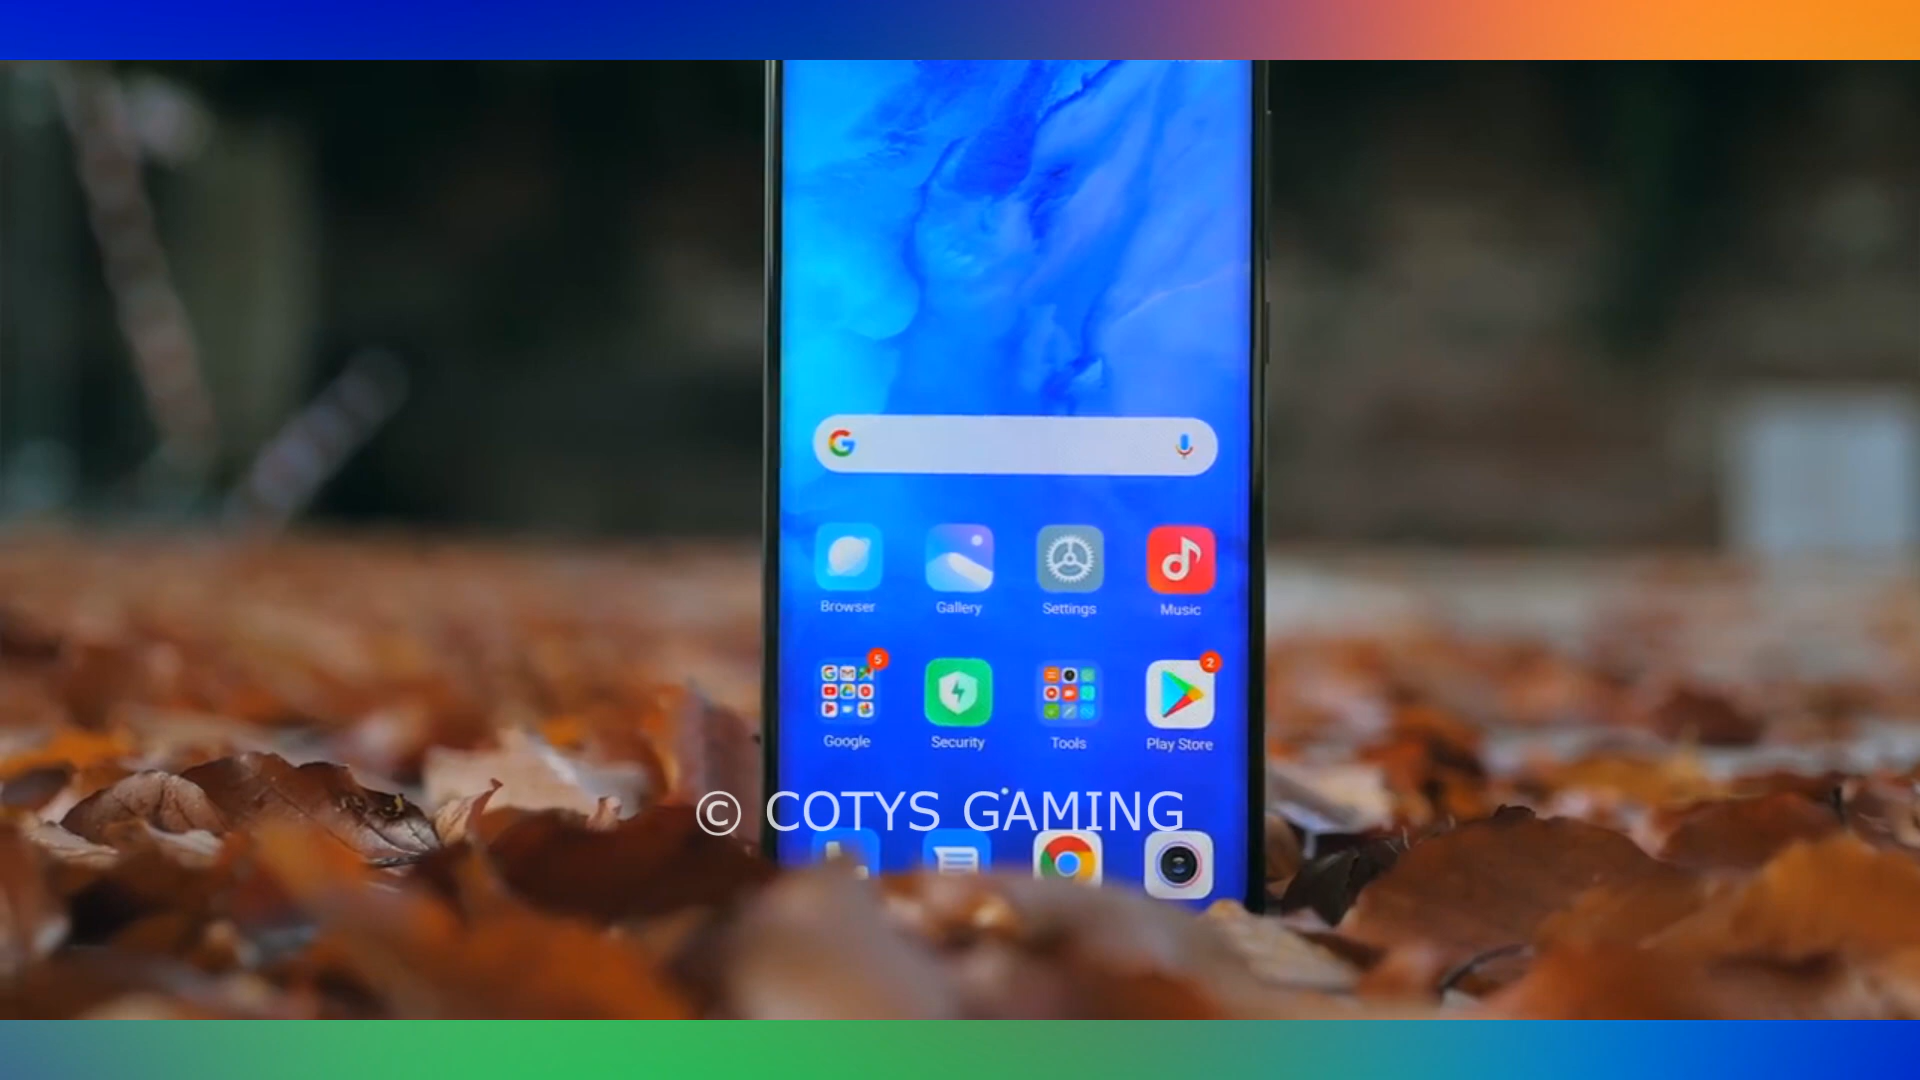 Browser Gallery Settings Music
5 2
Google Security Tools Play Store
© COTYS GAMING